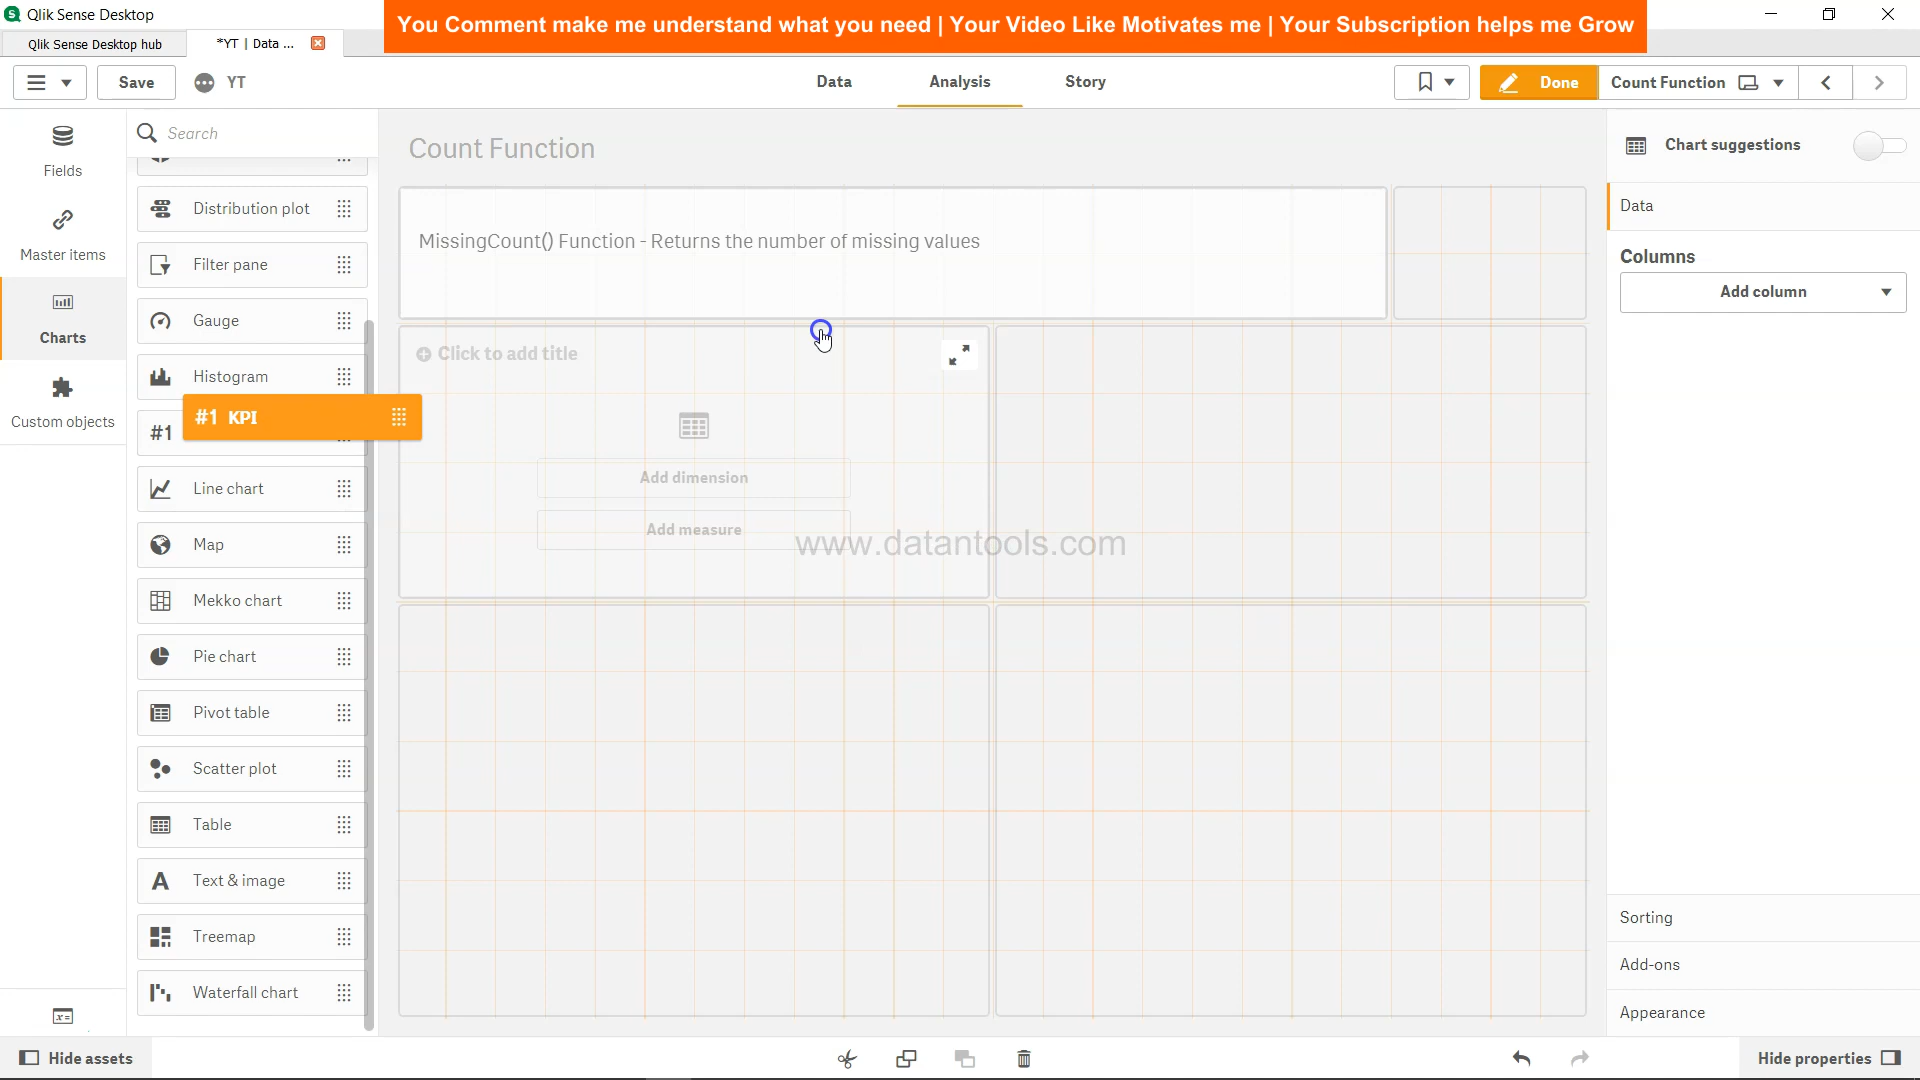 Qlik Sense Desktop
You Comment make me understand what you need | Your Video Like Motivates me | Your Subscription helps me Grow
Qlik Sense Desktop hub
*YT | Data ...
Save
YT
Data
Analysis
Story
Done
Count Function
Fields
Master items
Charts
Custom objects
Search
Distribution plot
Filter pane
Gauge
Histogram
#1
#1 KPI
Line chart
Map
Mekko chart
Pie chart
Pivot table
Scatter plot
Table
A Text & image
Treemap
Waterfall chart
Count Function
MissingCount() Function - Returns the number of missing values
Click to add title
Add dimension
Add measure
www.datantools.com
Chart suggestions
Data
Columns
Add column
Sorting
Add-ons
Appearance
x=
Hide assets
Hide properties